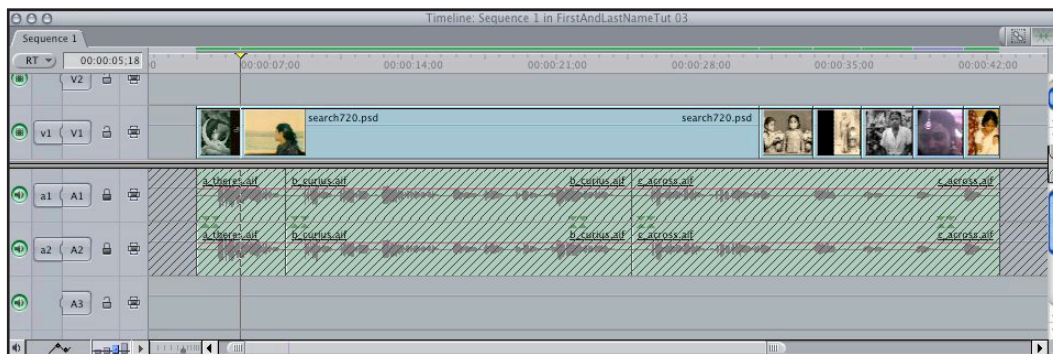 Timeline: Sequence 1 in FirstAndLastNameTut 03
Sequence 1
RT 00:00:05;18 00:00:07;00 00:00:14;00 00:00:21;00 00:00:28;00 00:00:35;00 00:00:42;00
V2
v1 V1 search720.psd search720.psd
a_theres.aif b_curius.aif b_curius.aif c_across.aif c_across.aif
a1 A1
a_theres.aif b_curius.aif b_curius.aif c_across.aif c_across.aif
a2 A2
A3